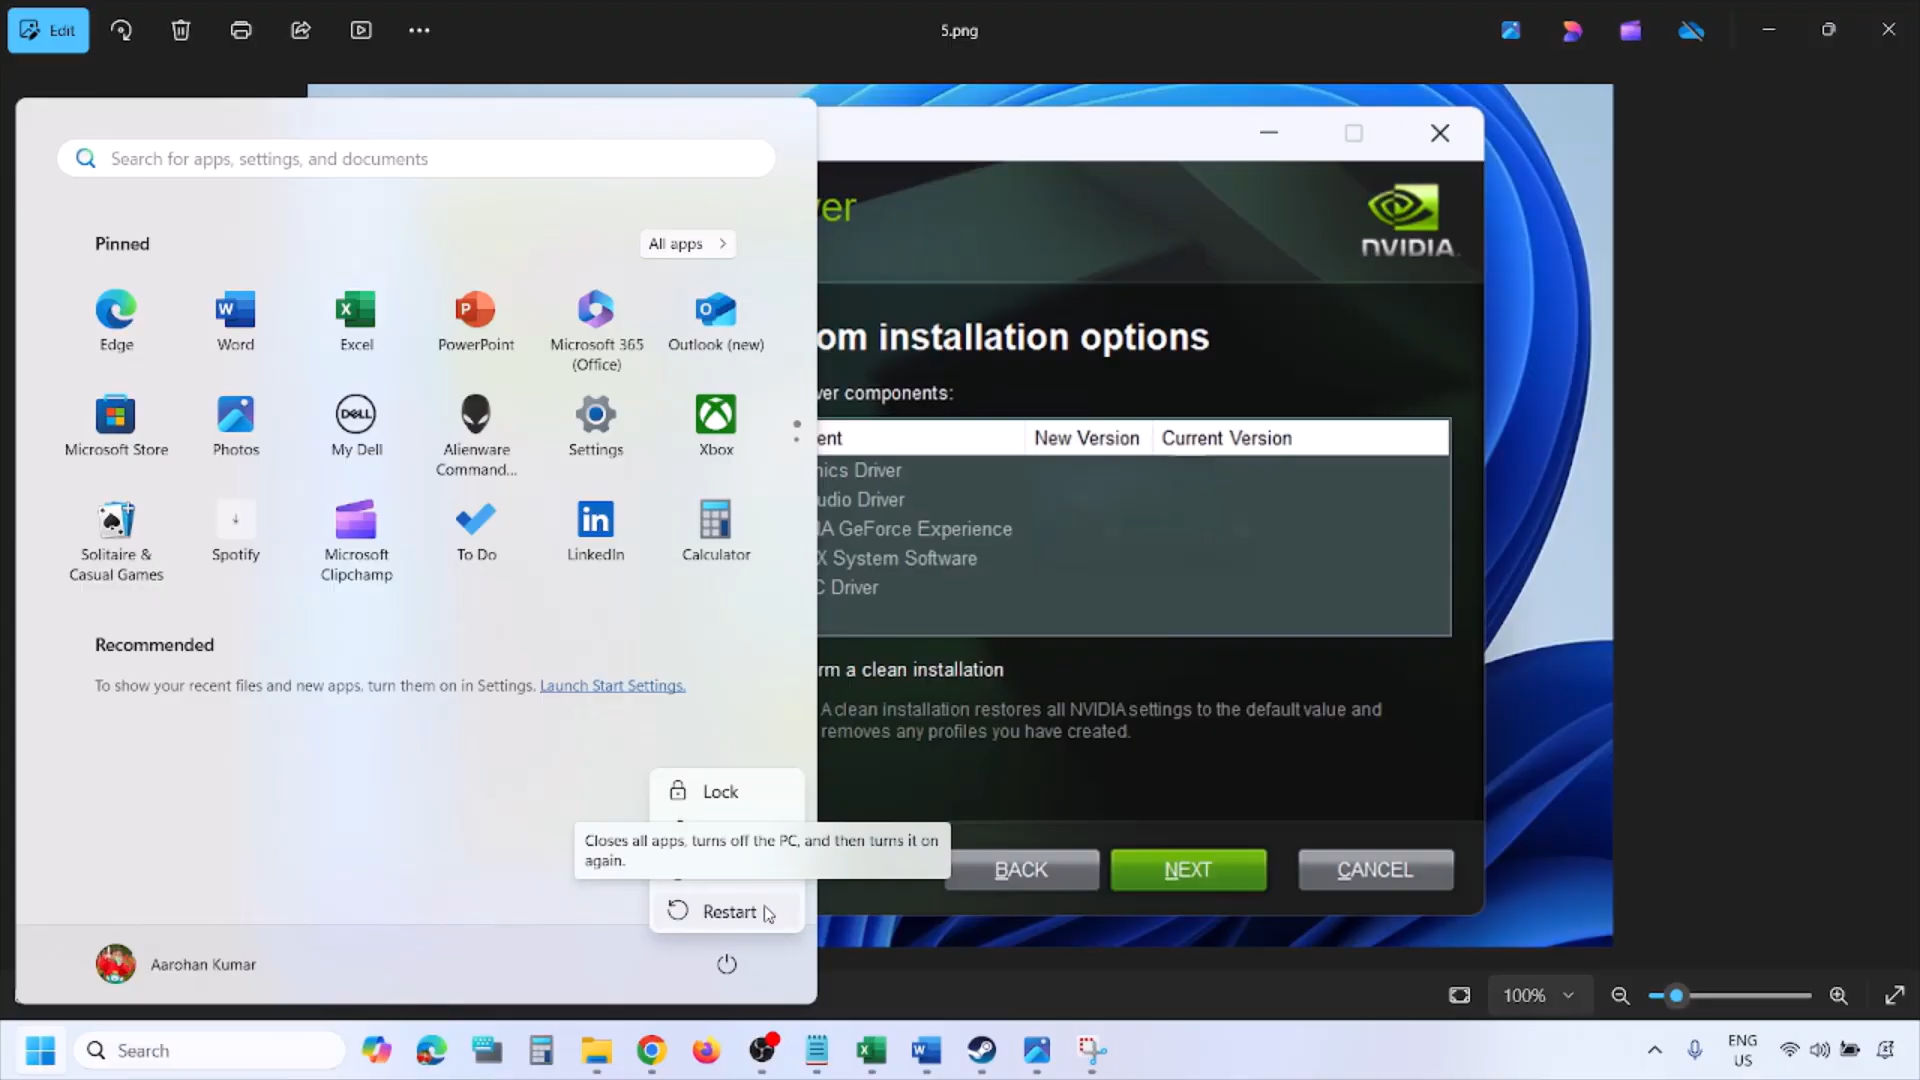 Edit
5.png
Search for apps, settings, and documents
Pinned
All apps
Edge
Word
Excel
PowerPoint
Microsoft 365
(Office)
Outlook (new)
Microsoft Store
Photos
DELL
My Dell
Alienware
Command...
Settings
Xbox
Solitaire &
Casual Games
Spotify
Microsoft
Clipchamp
To Do
LinkedIn
Calculator
Recommended
To show your recent files and new apps, turn them on in Settings. Launch Start Settings.
Lock
Closes all apps, turns off the PC, and then turns it on
again.
Restart
Aarohan Kumar
ver
NVIDIA.
om installation options
ver components:
ent New Version Current Version
nics Driver
udio Driver
IA GeForce Experience
X System Software
C Driver
rm a clean installation
A clean installation restores all NVIDIA settings to the default value and
removes any profiles you have created.
BACK NEXT CANCEL
100%
Search
ENG
US